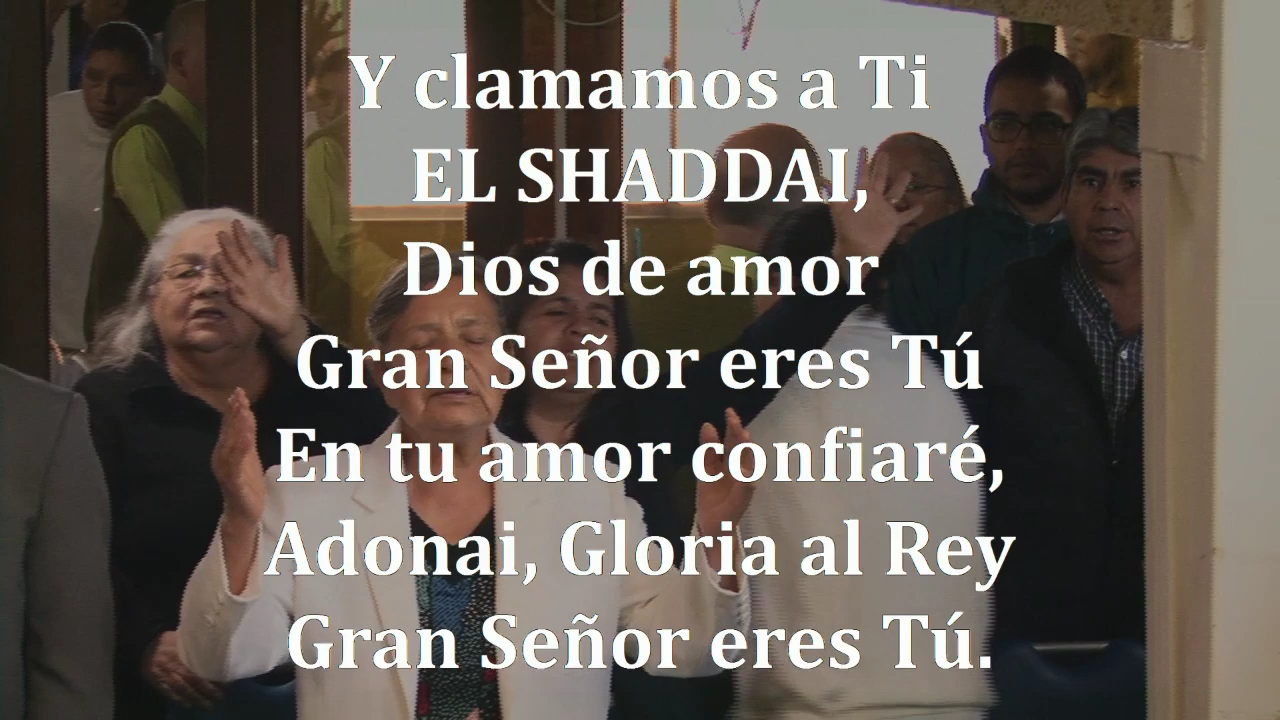 Y clamamos a Ti
EL SHADDAI,
Dios de amor
Gran Señor eres Tú
En tu amor confiaré,
Adonai, Gloria al Rey
Gran Señor eres Tú.